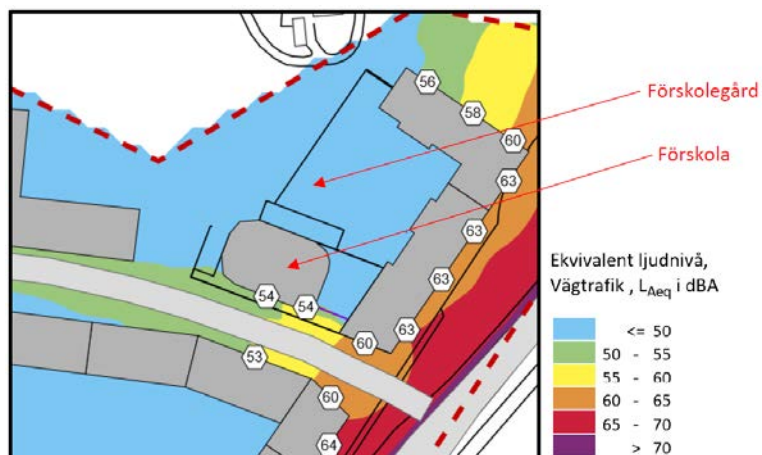 56
58
Förskolegård
60
Förskola
63
63
63
54
54
63
60
53
60
64
Ekvivalent ljudnivå,
Vägtrafik , LAeq i dBA
<= 50
50 - 55
55 - 60
60 - 65
65 - 70
> 70